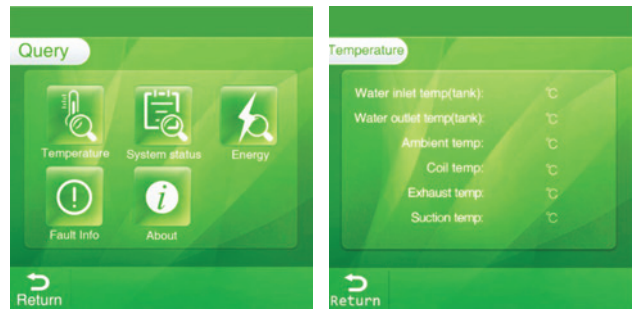 Query
Temperature
System status
Energy
Fault Info
About
Return
Temperature
Water inlet temp(tank): °C
Water outlet temp(tank): °C
Ambient temp: °C
Coil temp: °C
Exhaust temp: °C
Suction temp: °C
Return